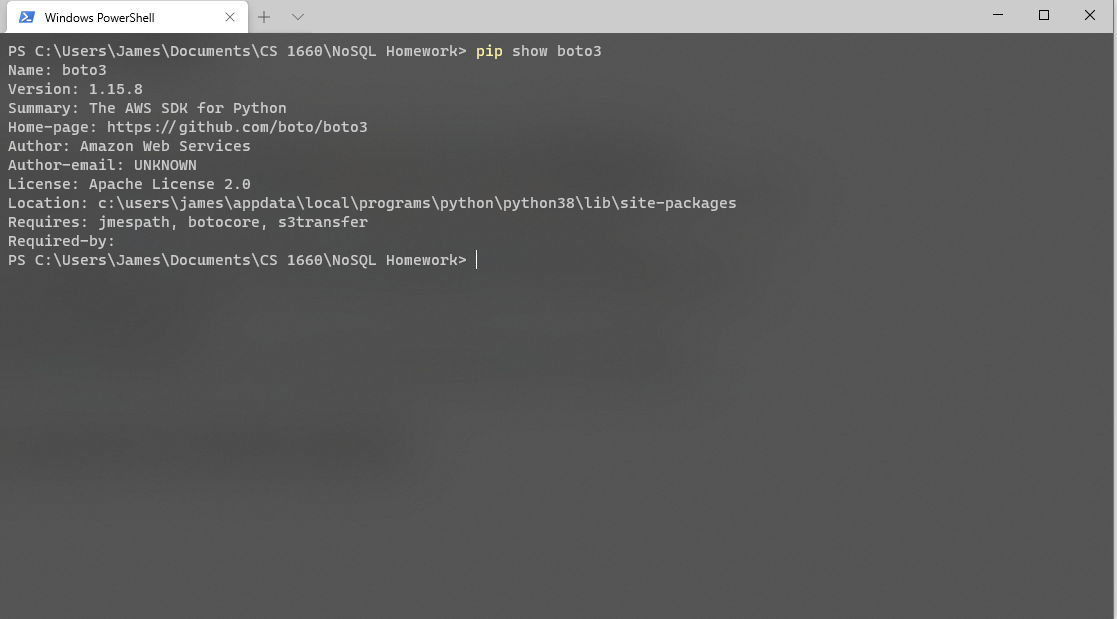 Windows PowerShell
PS C:\Users\James\Documents\CS 1660\NoSQL Homework> pip show boto3
Name: boto3
Version: 1.15.8
Summary: The AWS SDK for Python
Home-page: https://github.com/boto/boto3
Author: Amazon Web Services
Author-email: UNKNOWN
License: Apache License 2.0
Location: c:\users\james\appdata\local\programs\python\python38\lib\site-packages
Requires: jmespath, botocore, s3transfer
Required-by:
PS C:\Users\James\Documents\CS 1660\NoSQL Homework>